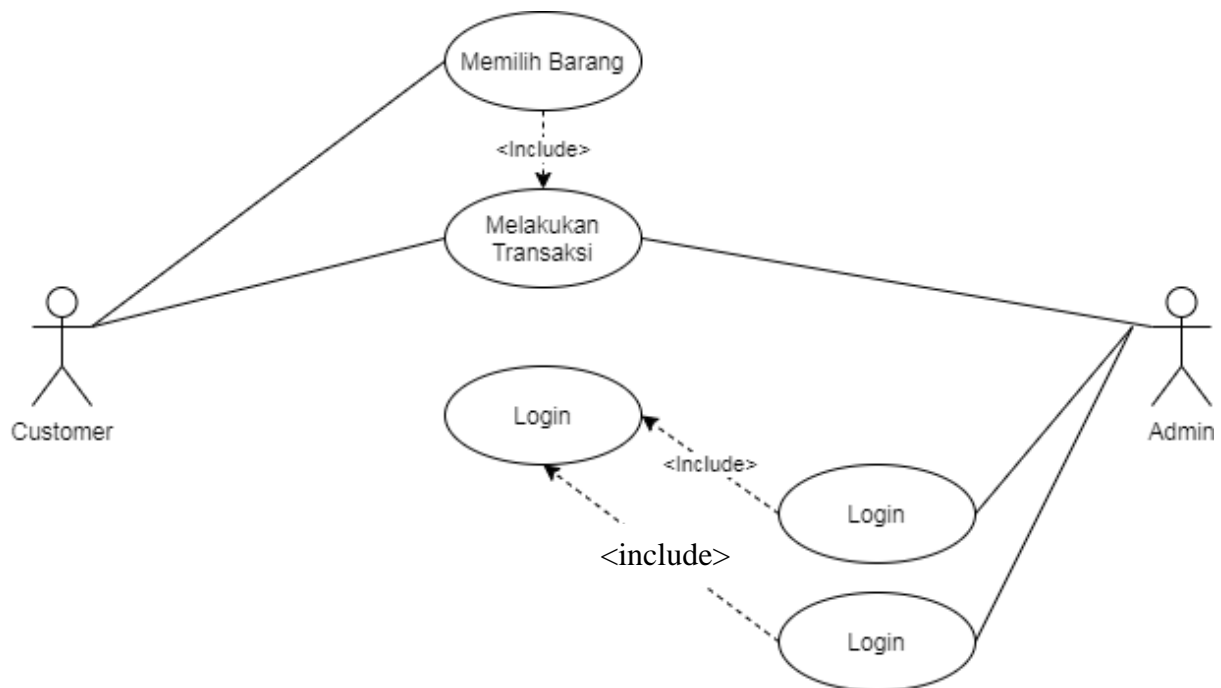 Memilih Barang
<Include>
Melakukan
Transaksi
Customer
Admin
Login
<Include>
Login
<include>
Login